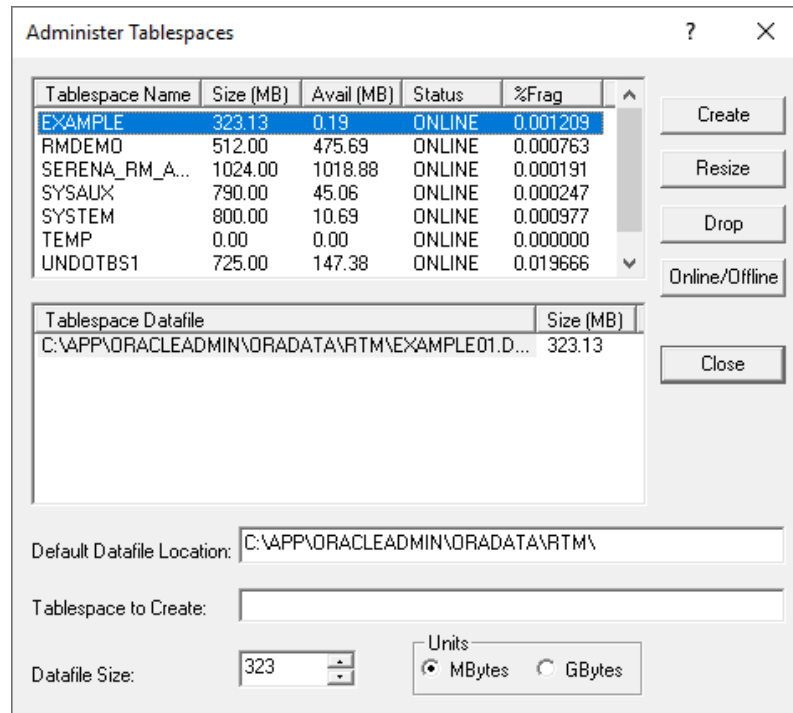 Administer Tablespaces ?
Tablespace Name Size (MB) Avail (MB) Status %Frag
EXAMPLE 323.13 0.19 ONLINE 0.001209
RMDEMO 512.00 475.69 ONLINE 0.000763
SERENA_RM_A... 1024.00 1018.88 ONLINE 0.000191
SYSAUX 790.00 45.06 ONLINE 0.000247
SYSTEM 800.00 10.69 ONLINE 0.000977
TEMP 0.00 0.00 ONLINE 0.000000
UNDOTBS1 725.00 147.38 ONLINE 0.019666
Create
Resize
Drop
Online/Offline
Close
Tablespace Datafile Size (MB)
C:\APP\ORACLEADMIN\ORADATA\RTM\EXAMPLE01.D... 323.13
Default Datafile Location: C:\APP\ORACLEADMIN\ORADATA\RTM\
Tablespace to Create:
Datafile Size: 323
Units
MBytes GBytes